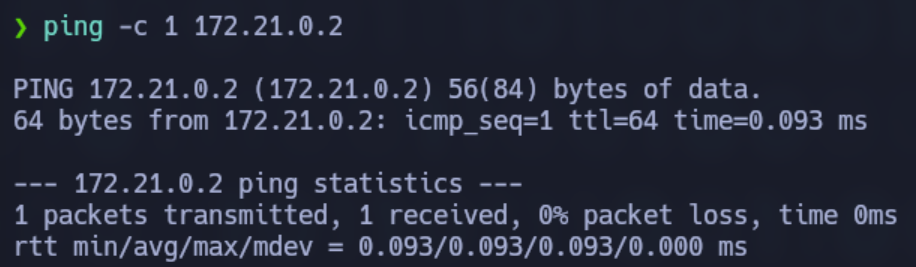 ❯ ping -c 1 172.21.0.2
PING 172.21.0.2 (172.21.0.2) 56(84) bytes of data.
64 bytes from 172.21.0.2: icmp_seq=1 ttl=64 time=0.093 ms
--- 172.21.0.2 ping statistics ---
1 packets transmitted, 1 received, 0% packet loss, time 0ms
rtt min/avg/max/mdev = 0.093/0.093/0.093/0.000 ms